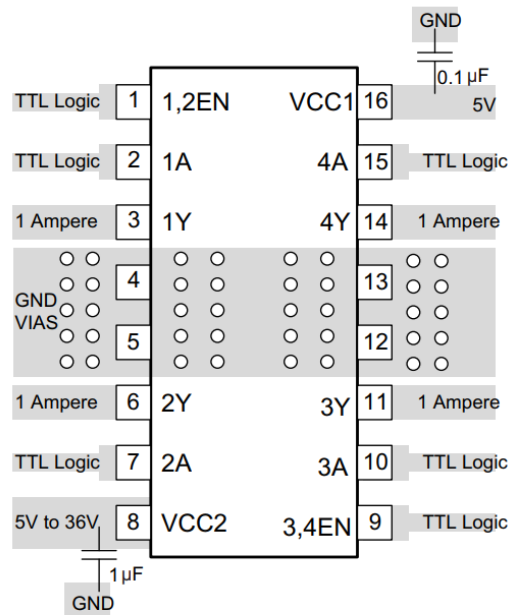 GND
0.1 µF
TTL Logic 1 1,2EN VCC1 16 5V
TTL Logic 2 1A 4A 15 TTL Logic
1 Ampere 3 1Y 4Y 14 1 Ampere
4 13
GND
VIAS
5 12
1 Ampere 6 2Y 3Y 11 1 Ampere
TTL Logic 7 2A 3A 10 TTL Logic
5V to 36V 8 VCC2 3,4EN 9 TTL Logic
1 µF
GND